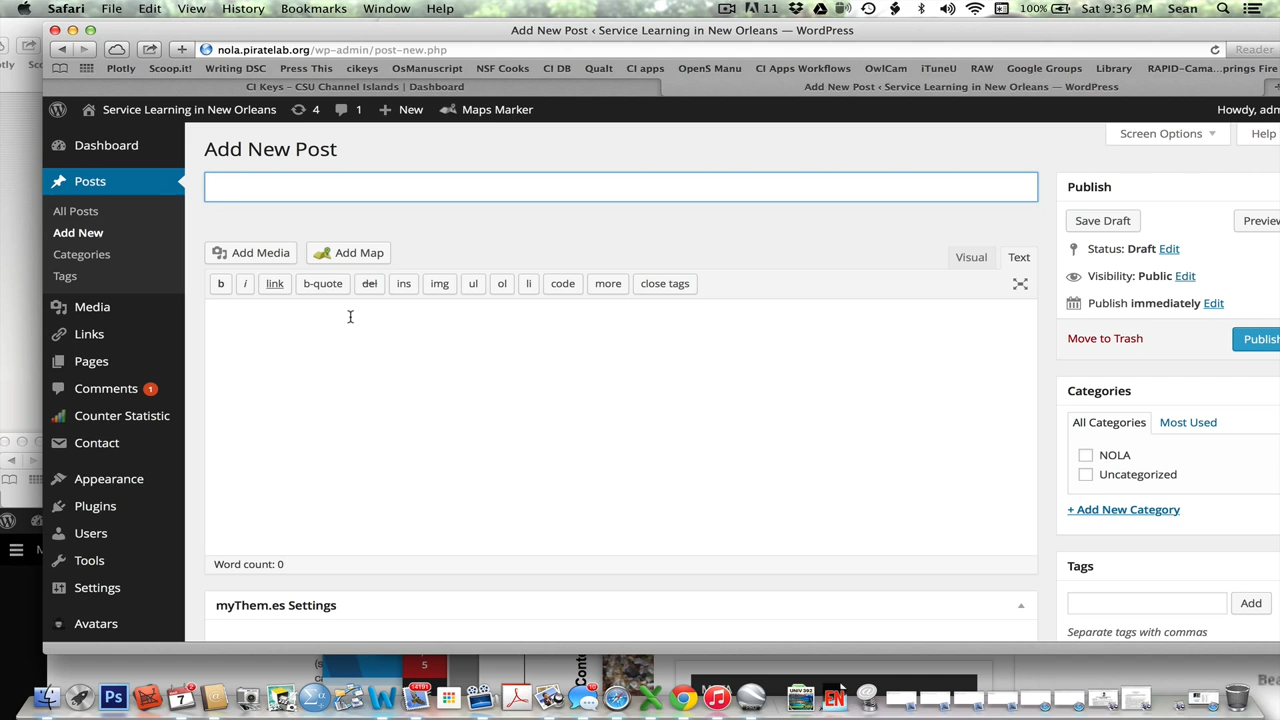 Safari File Edit View History Bookmarks Window Help 11 100% Sat 9:36 PM Sean
Add New Post ‹ Service Learning in New Orleans — WordPress
nola.piratelab.org/wp-admin/post-new.php Reader
Plotly Scoop.it! Writing DSC Press This cikeys OsManuscript NSF Cooks CI DB Qualt CI apps OpenS Manu CI Apps Workflows OwlCam iTuneU RAW Google Groups Library RAPID-Cama...prings Fire
CI Keys – CSU Channel Islands | Dashboard Add New Post ‹ Service Learning in New Orleans — WordPress
Service Learning in New Orleans 4 1 + New Maps Marker Howdy, adm
Screen Options Help
Dashboard
Posts
All Posts
Add New
Categories
Tags
Media
Links
Pages
Comments 1
Counter Statistic
Contact
Appearance
Plugins
Users
Tools
Settings
Avatars
Add New Post
Add Media Add Map Visual Text
b i link b-quote del ins img ul ol li code more close tags
Word count: 0
myThem.es Settings
Publish
Save Draft Preview
Status: Draft Edit
Visibility: Public Edit
Publish immediately Edit
Move to Trash Publish
Categories
All Categories Most Used
NOLA
Uncategorized
+ Add New Category
Tags
Add
Separate tags with commas
5